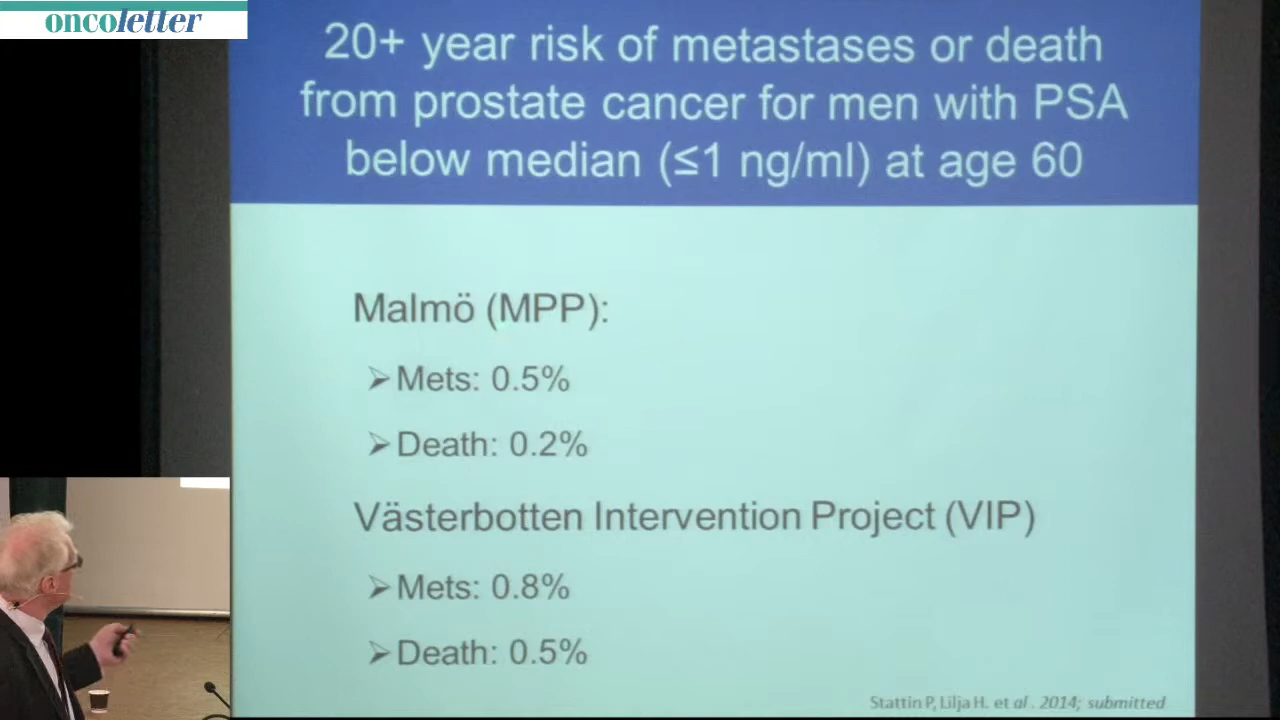 oncoletter
20+ year risk of metastases or death
from prostate cancer for men with PSA
below median (≤1 ng/ml) at age 60
Malmö (MPP):
➢ Mets: 0.5%
➢ Death: 0.2%
Västerbotten Intervention Project (VIP)
➢ Mets: 0.8%
➢ Death: 0.5%
Stattin P, Lilja H. et al. 2014; submitted